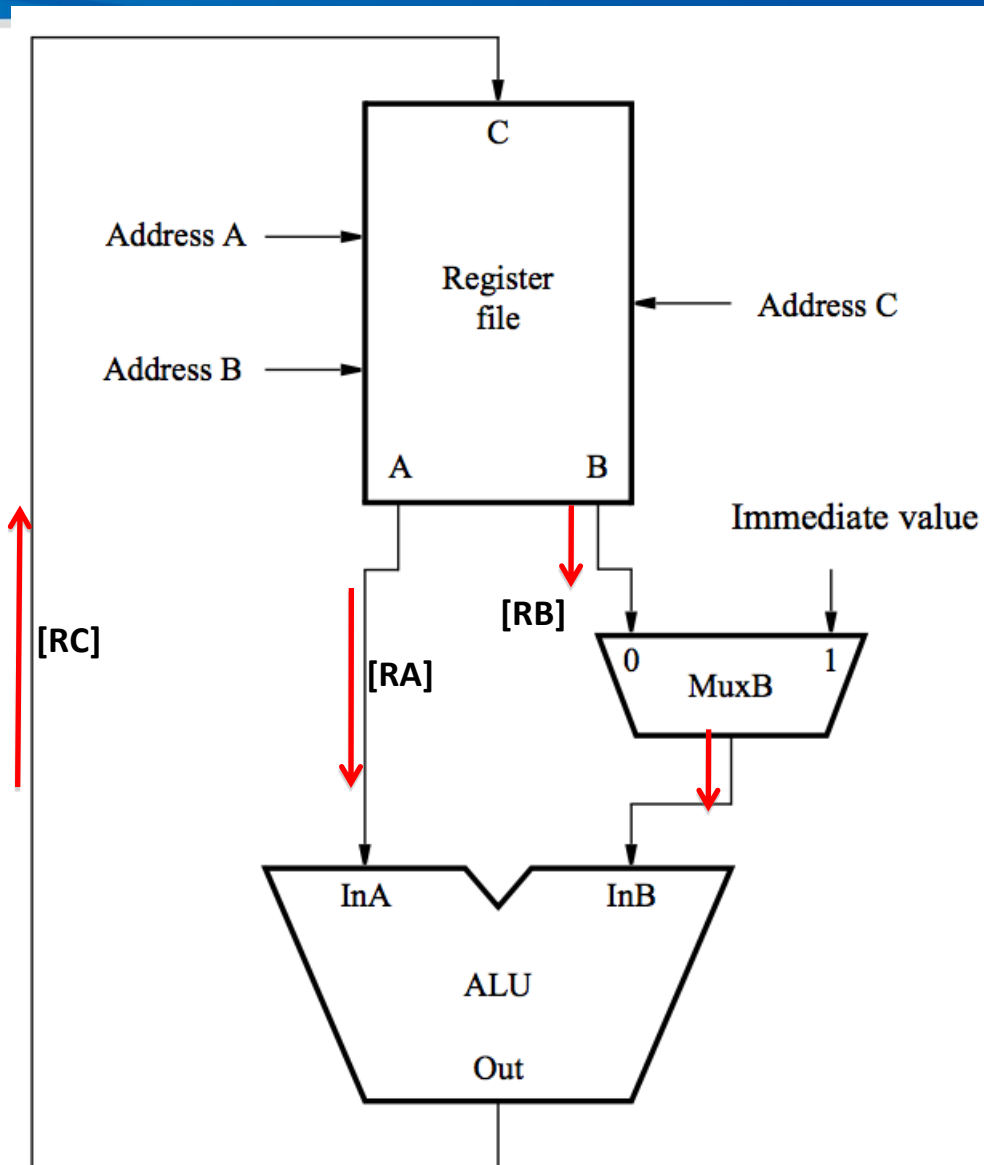 C
Address A
Register
file
Address C
Address B
A
B
Immediate value
[RB]
[RC]
[RA]
0
1
MuxB
InA
InB
ALU
Out